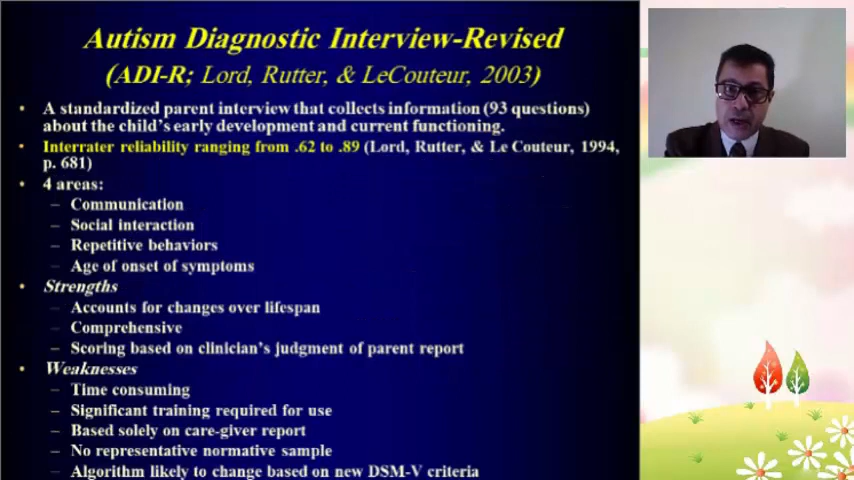 Autism Diagnostic Interview-Revised
(ADI-R; Lord, Rutter, & LeCouteur, 2003)
• A standardized parent interview that collects information (93 questions)
about the child's early development and current functioning.
• Interrater reliability ranging from .62 to .89 (Lord, Rutter, & Le Couteur, 1994,
p. 681)
• 4 areas:
– Communication
– Social interaction
– Repetitive behaviors
– Age of onset of symptoms
• Strengths
– Accounts for changes over lifespan
– Comprehensive
– Scoring based on clinician's judgment of parent report
• Weaknesses
– Time consuming
– Significant training required for use
– Based solely on care-giver report
– No representative normative sample
– Algorithm likely to change based on new DSM-V criteria